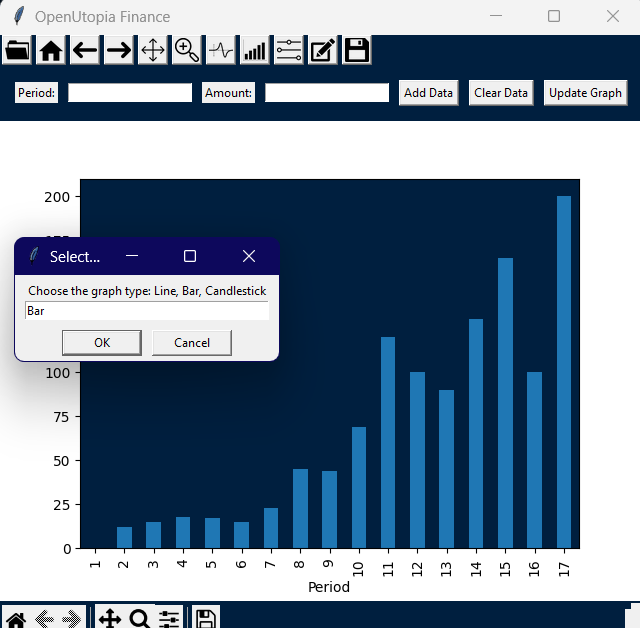 OpenUtopia Finance
Period: Amount: Add Data Clear Data Update Graph
200
Select...
Choose the graph type: Line, Bar, Candlestick
Bar
OK Cancel
100
75
50
25
0
1 2 3 4 5 6 7 8 9 10 11 12 13 14 15 16 17
Period